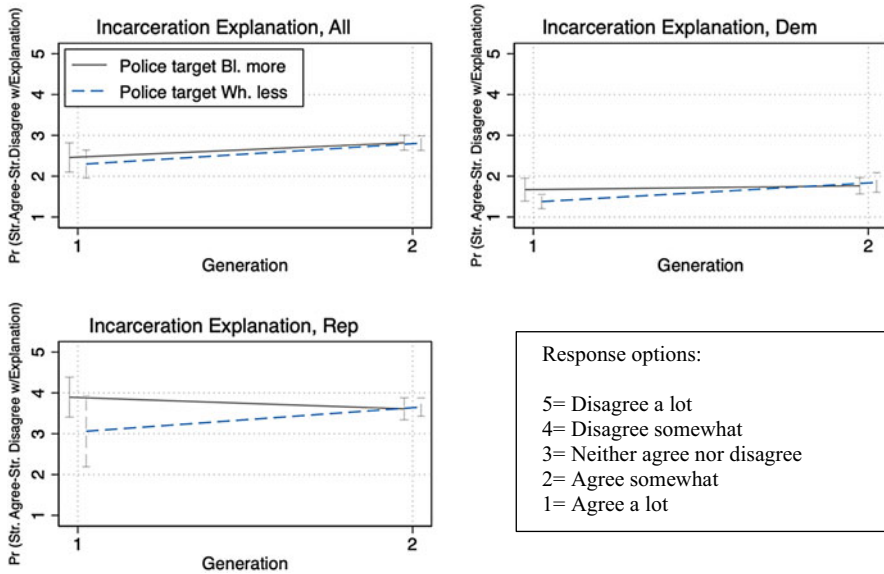 Incarceration Explanation, All
Pr (Str.Agree-Str.Disagree w/Explanation)
5
4
3
2
1
Police target Bl. more
Police target Wh. less
1
2
Generation
Incarceration Explanation, Dem
Pr (Str. Agree-Str. Disagree w/Explanation)
5
4
3
2
1
1
2
Generation
Incarceration Explanation, Rep
Pr (Str. Agree-Str. Disagree w/Explanation)
5
4
3
2
1
1
2
Generation
Response options:
5= Disagree a lot
4= Disagree somewhat
3= Neither agree nor disagree
2= Agree somewhat
1= Agree a lot